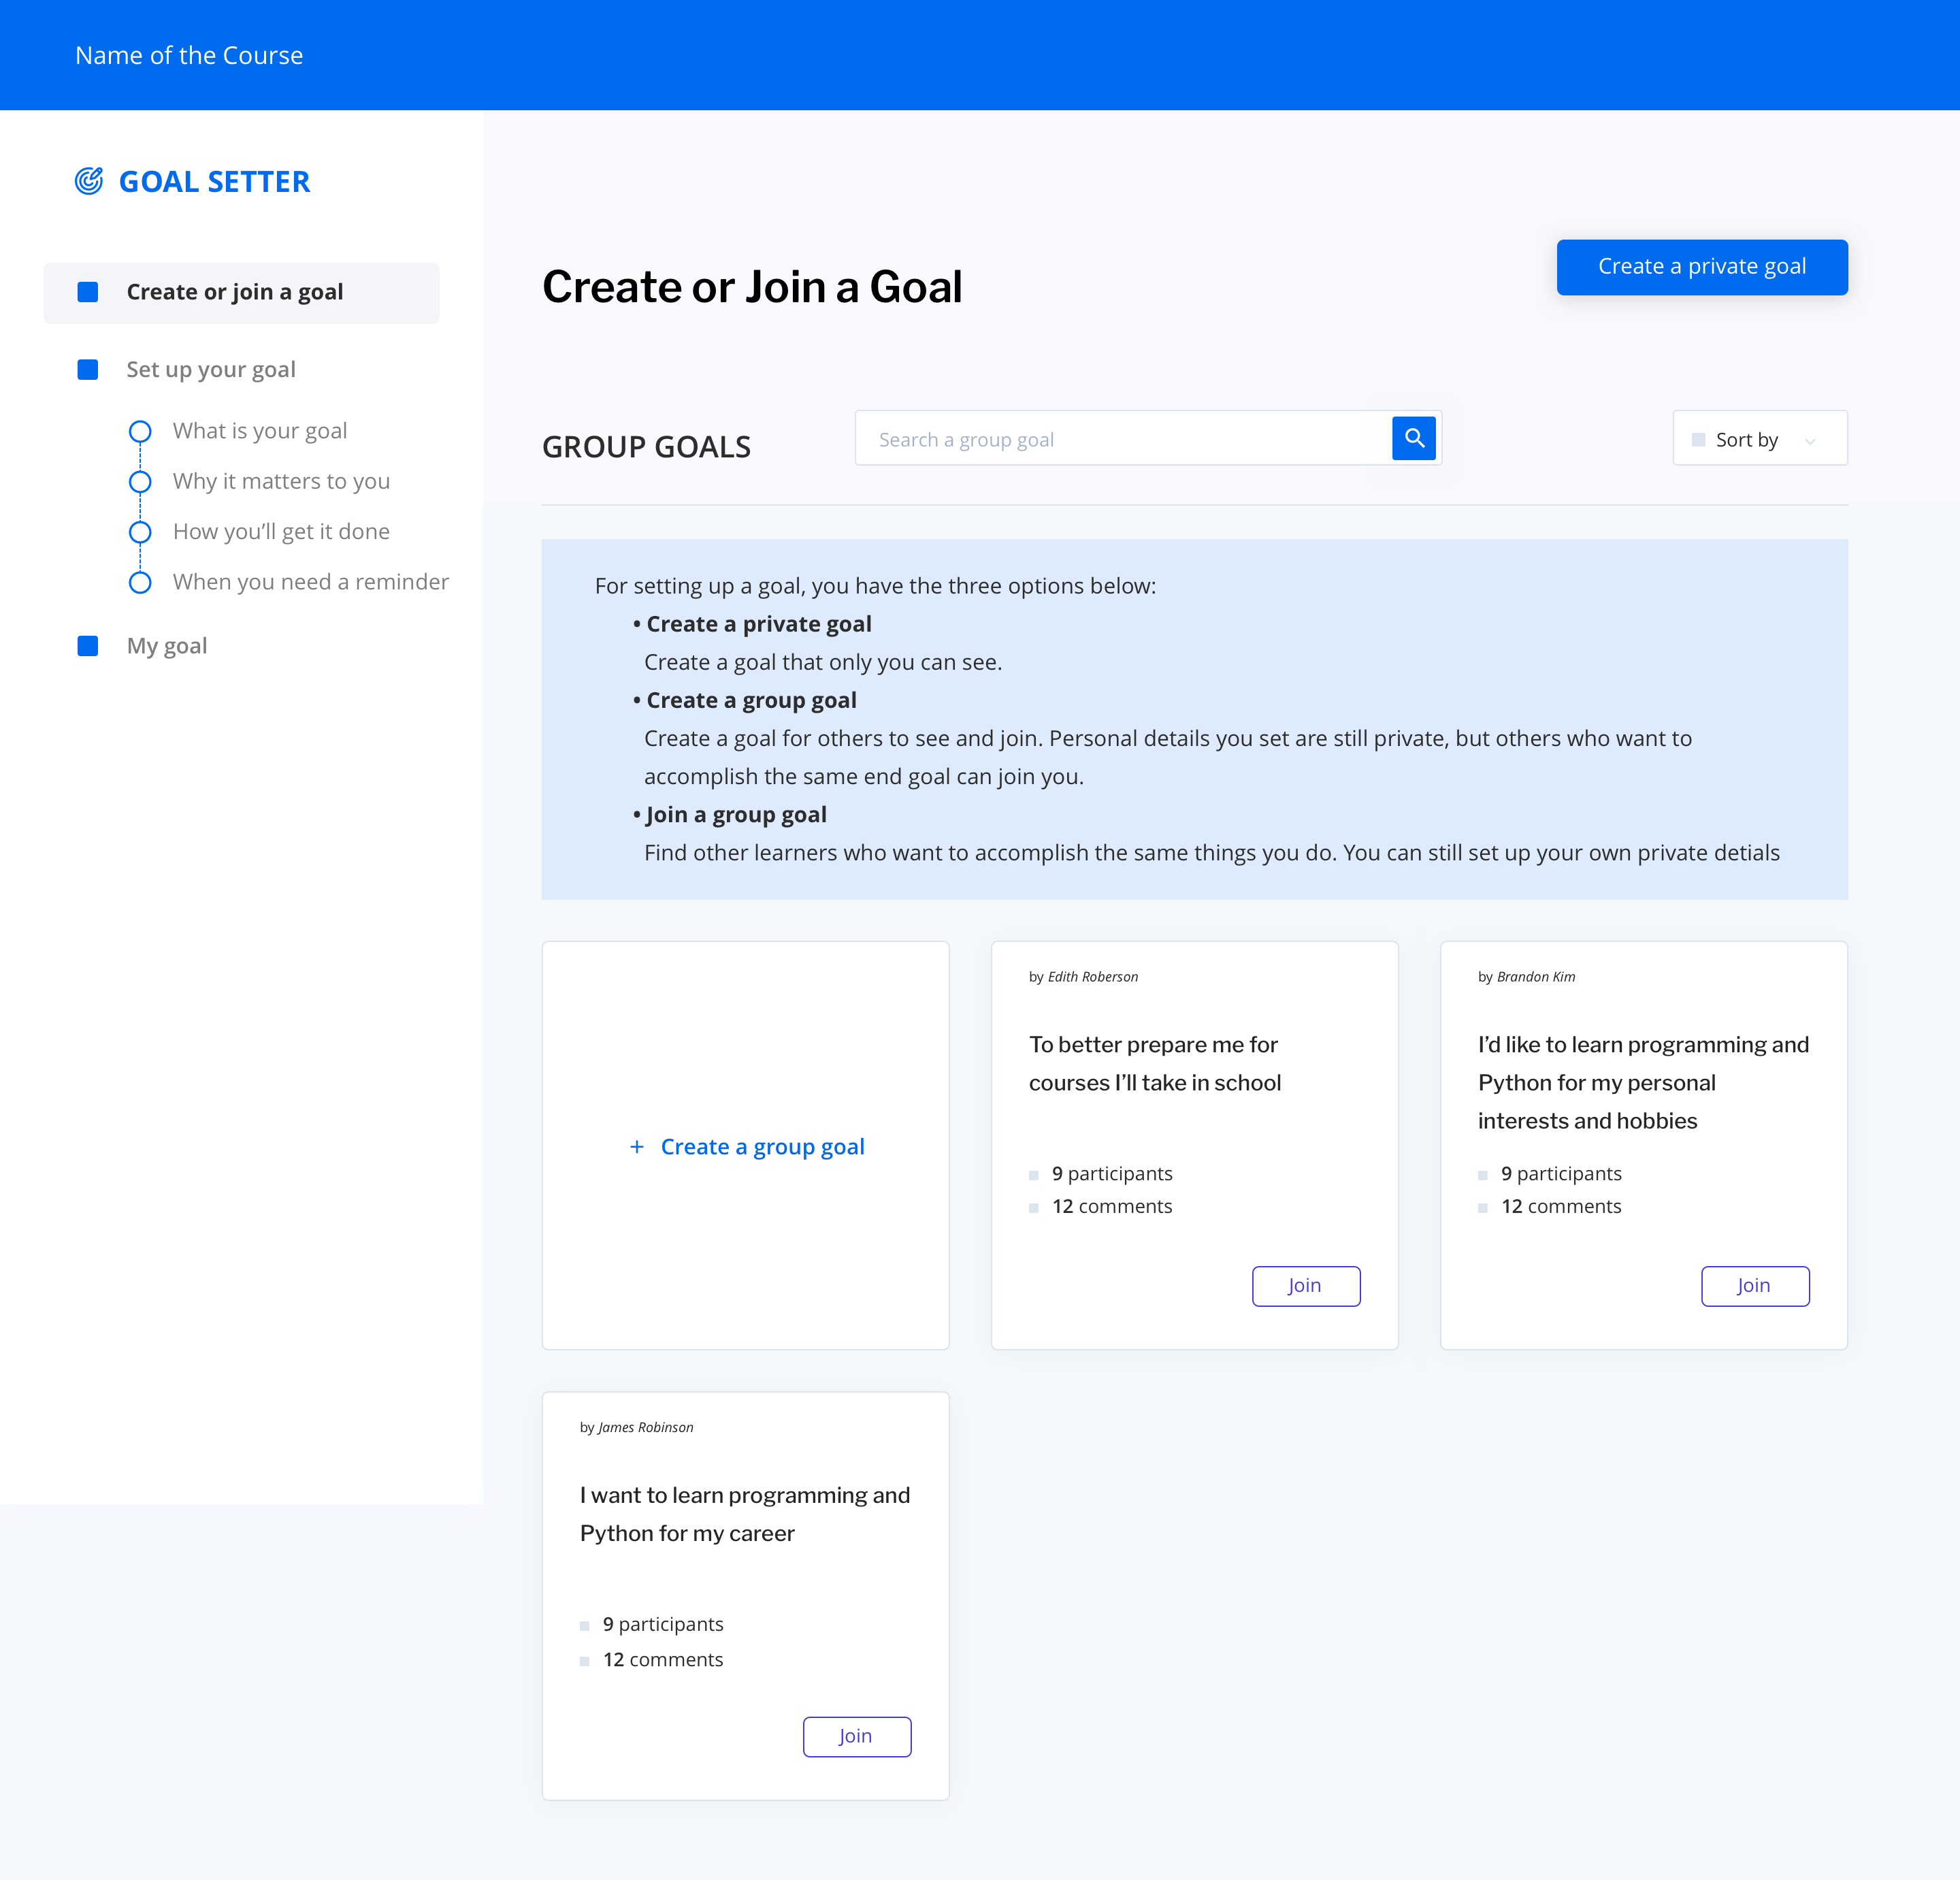 Name of the Course
GOAL SETTER
Create or join a goal
Set up your goal
What is your goal
Why it matters to you
How you’ll get it done
When you need a reminder
My goal
Create or Join a Goal
Create a private goal
GROUP GOALS
Search a group goal
Sort by
For setting up a goal, you have the three options below:
• Create a private goal
Create a goal that only you can see.
• Create a group goal
Create a goal for others to see and join. Personal details you set are still private, but others who want to
accomplish the same end goal can join you.
• Join a group goal
Find other learners who want to accomplish the same things you do. You can still set up your own private detials
+ Create a group goal
by Edith Roberson
To better prepare me for
courses I’ll take in school
9 participants
12 comments
Join
by Brandon Kim
I’d like to learn programming and
Python for my personal
interests and hobbies
9 participants
12 comments
Join
by James Robinson
I want to learn programming and
Python for my career
9 participants
12 comments
Join